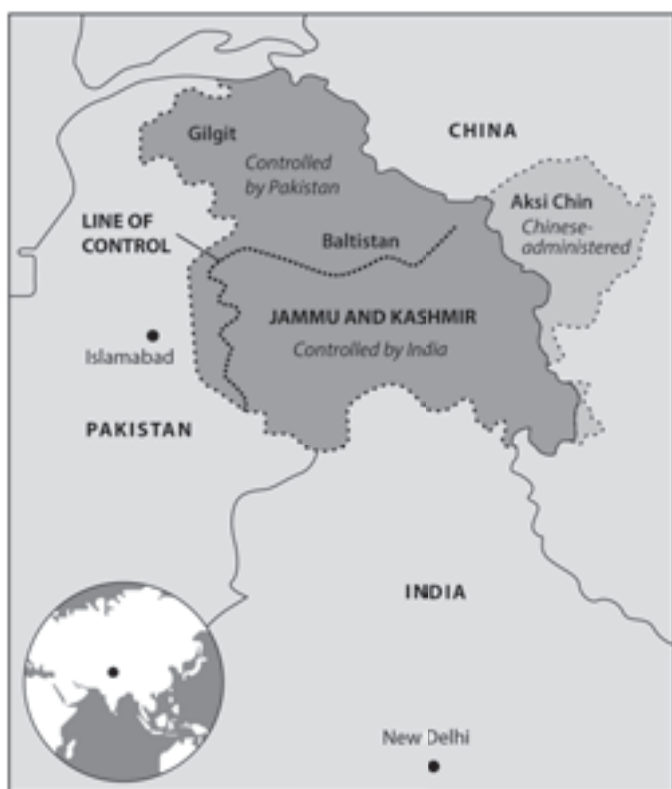 Gilgit
Controlled
by Pakistan
CHINA
LINE OF
CONTROL
Baltistan
Aksi Chin
Chinese-
administered
JAMMU AND KASHMIR
Controlled by India
Islamabad
PAKISTAN
INDIA
New Delhi